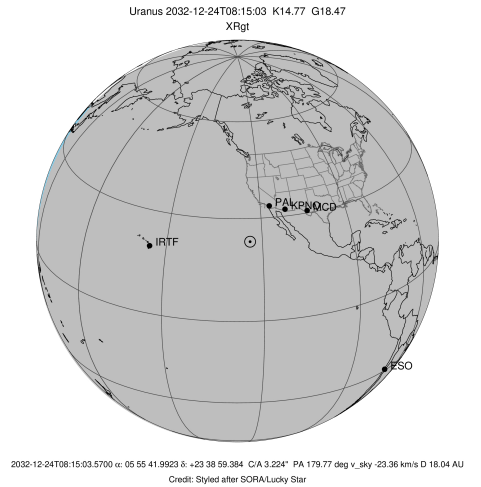 Uranus 2032-12-24T08:15:03 K14.77 G18.47
XRgt
PAL KPNO MCD
IRTF
ESO
2032-12-24T08:15:03.5700 α: 05 55 41.9923 δ: +23 38 59.384 C/A 3.224" PA 179.77 deg v_sky -23.36 km/s D 18.04 AU
Credit: Styled after SORA/Lucky Star